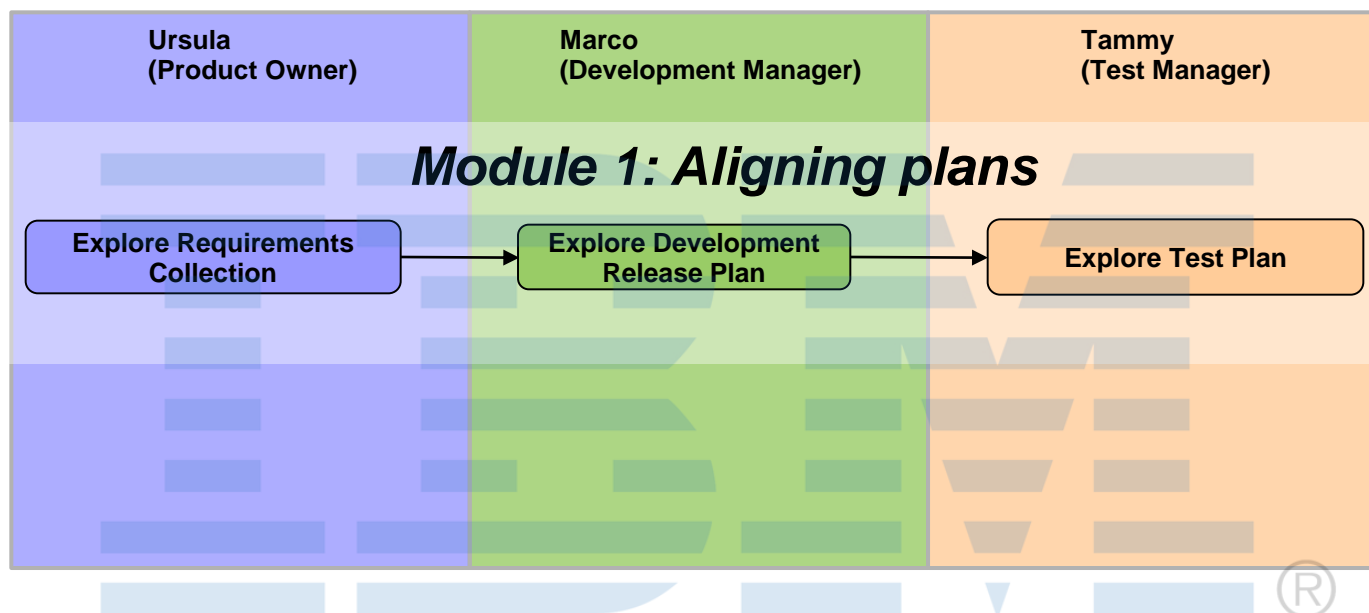 Ursula
(Product Owner)
Marco
(Development Manager)
Tammy
(Test Manager)
Module 1: Aligning plans
Explore Requirements
Collection
Explore Development
Release Plan
Explore Test Plan
IBM
®